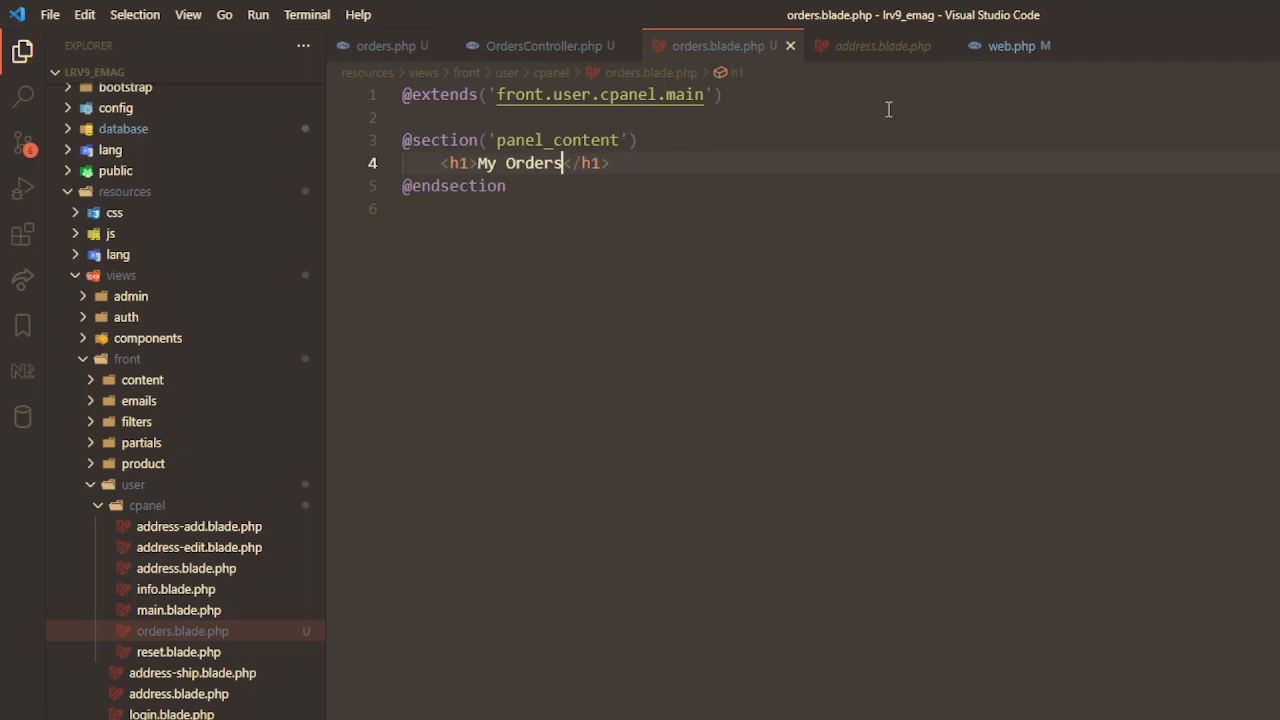 File Edit Selection View Go Run Terminal Help
orders.blade.php - lrv9_emag - Visual Studio Code
EXPLORER
orders.php U
OrdersController.php U
orders.blade.php U
address.blade.php
web.php M
LRV9_EMAG
resources > views > front > user > cpanel > orders.blade.php > h1
bootstrap
config
database
lang
public
resources
css
js
lang
views
admin
auth
components
front
content
emails
filters
partials
product
user
cpanel
address-add.blade.php
address-edit.blade.php
address.blade.php
info.blade.php
main.blade.php
orders.blade.php U
reset.blade.php
address-ship.blade.php
address.blade.php
login.blade.php
6
1 @extends('front.user.cpanel.main')
2
3 @section('panel_content')
4 <h1>My Orders</h1>
5 @endsection
6